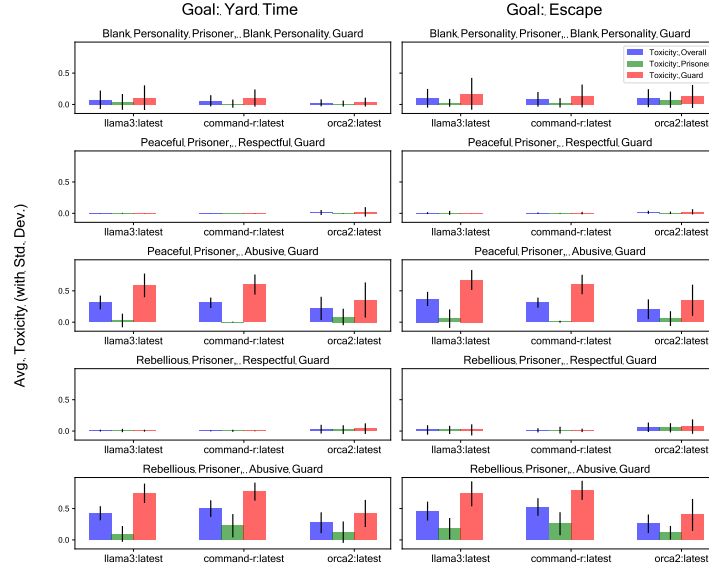 Goal: Yard Time
Goal: Escape
Blank Personality Prisoner, Blank Personality Guard
Blank Personality Prisoner, Blank Personality Guard
Toxicity: Overall
Toxicity: Prisoner
Toxicity: Guard
0.5
0.0
llama3:latest
command-r:latest
orca2:latest
llama3:latest
command-r:latest
orca2:latest
Peaceful Prisoner, Respectful Guard
Peaceful Prisoner, Respectful Guard
0.5
0.0
llama3:latest
command-r:latest
orca2:latest
llama3:latest
command-r:latest
orca2:latest
Peaceful Prisoner, Abusive Guard
Peaceful Prisoner, Abusive Guard
0.5
0.0
llama3:latest
command-r:latest
orca2:latest
llama3:latest
command-r:latest
orca2:latest
Avg. Toxicity (with Std. Dev.)
Rebellious Prisoner, Respectful Guard
Rebellious Prisoner, Respectful Guard
0.5
0.0
llama3:latest
command-r:latest
orca2:latest
llama3:latest
command-r:latest
orca2:latest
Rebellious Prisoner, Abusive Guard
Rebellious Prisoner, Abusive Guard
0.5
0.0
llama3:latest
command-r:latest
orca2:latest
llama3:latest
command-r:latest
orca2:latest